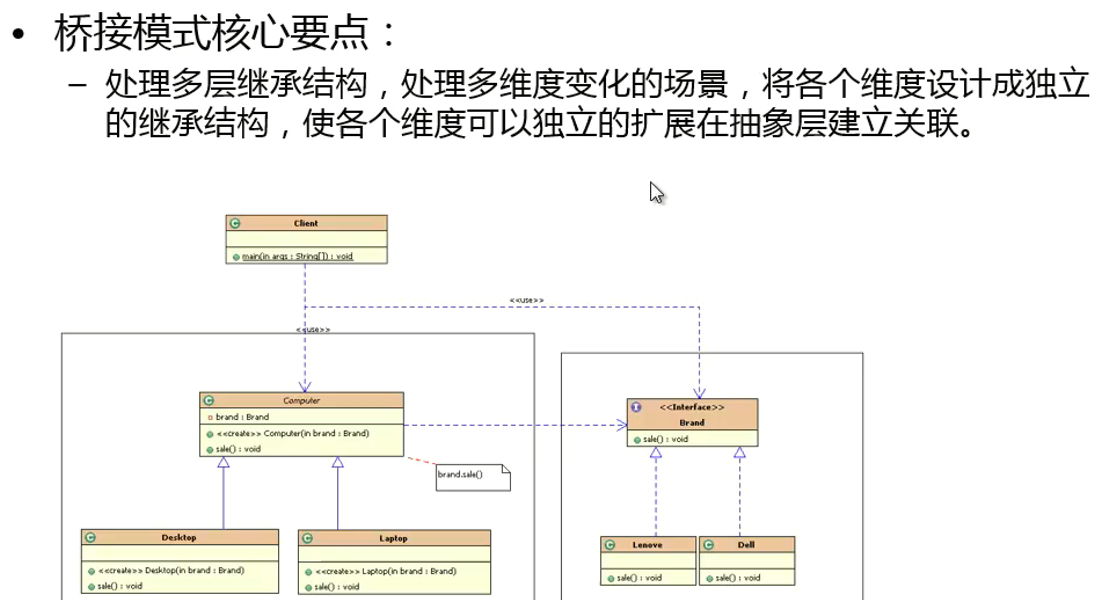 • 桥接模式核心要点：
– 处理多层继承结构，处理多维度变化的场景，将各个维度设计成独立
的继承结构，使各个维度可以独立的扩展在抽象层建立关联。
Client
main(in args : String[]) : void
<<use>>
<<use>>
Computer
brand : Brand
<<create>> Computer(in brand : Brand)
sale() : void
<<Interface>>
Brand
sale() : void
brand.sale()
Desktop
<<create>> Desktop(in brand : Brand)
sale() : void
Laptop
<<create>> Laptop(in brand : Brand)
sale() : void
Lenove
sale() : void
Dell
sale() : void